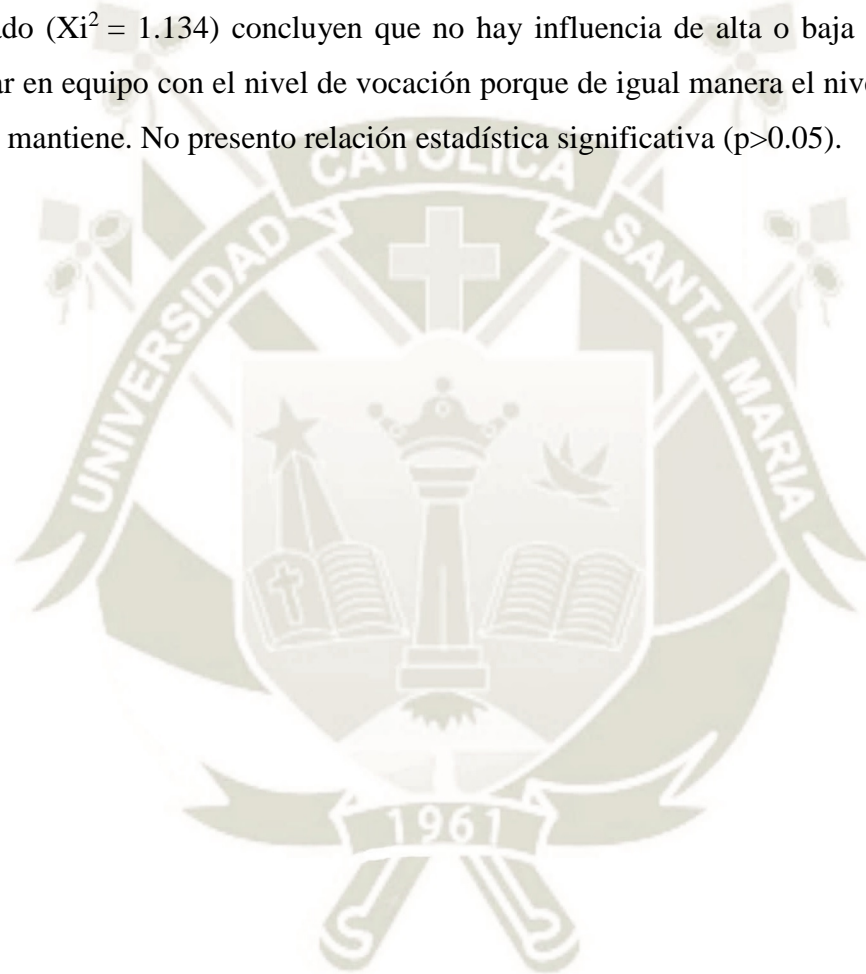 ado (Xi² = 1.134) concluyen que no hay influencia de alta o baja
ar en equipo con el nivel de vocación porque de igual manera el nive
mantiene. No presento relación estadística significativa (p>0.05).
UNIVERSIDAD CATOLICA SANTA MARIA
1961